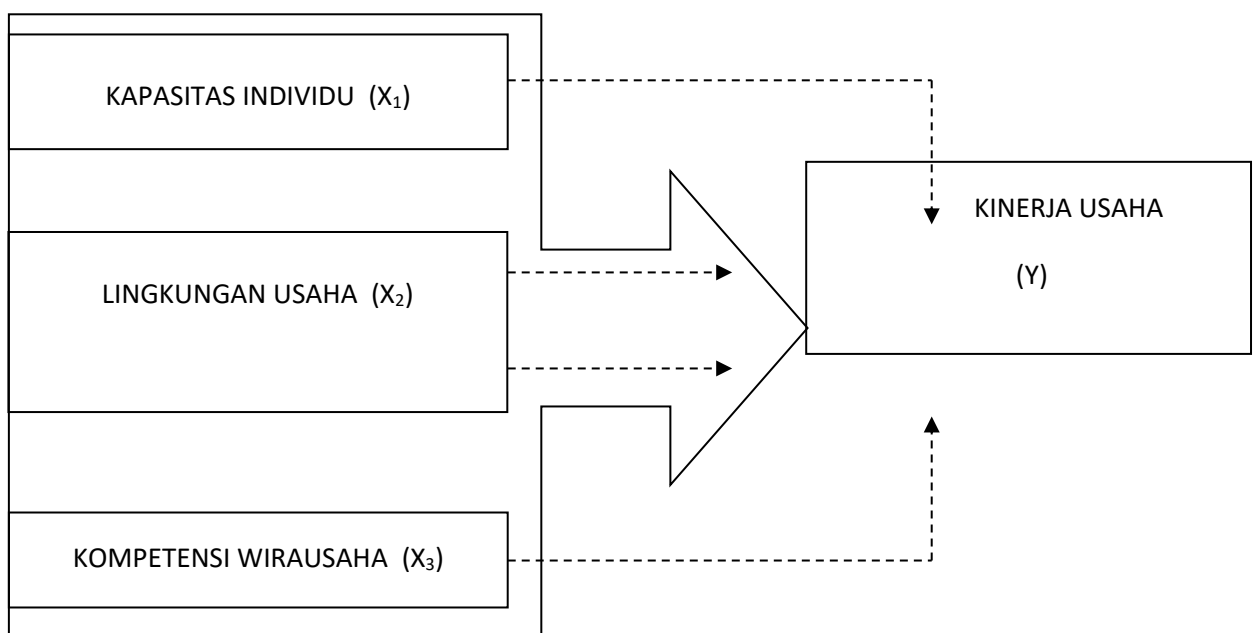 KAPASITAS INDIVIDU (X₁)
LINGKUNGAN USAHA (X₂)
KOMPETENSI WIRAUSAHA (X₃)
KINERJA USAHA
(Y)